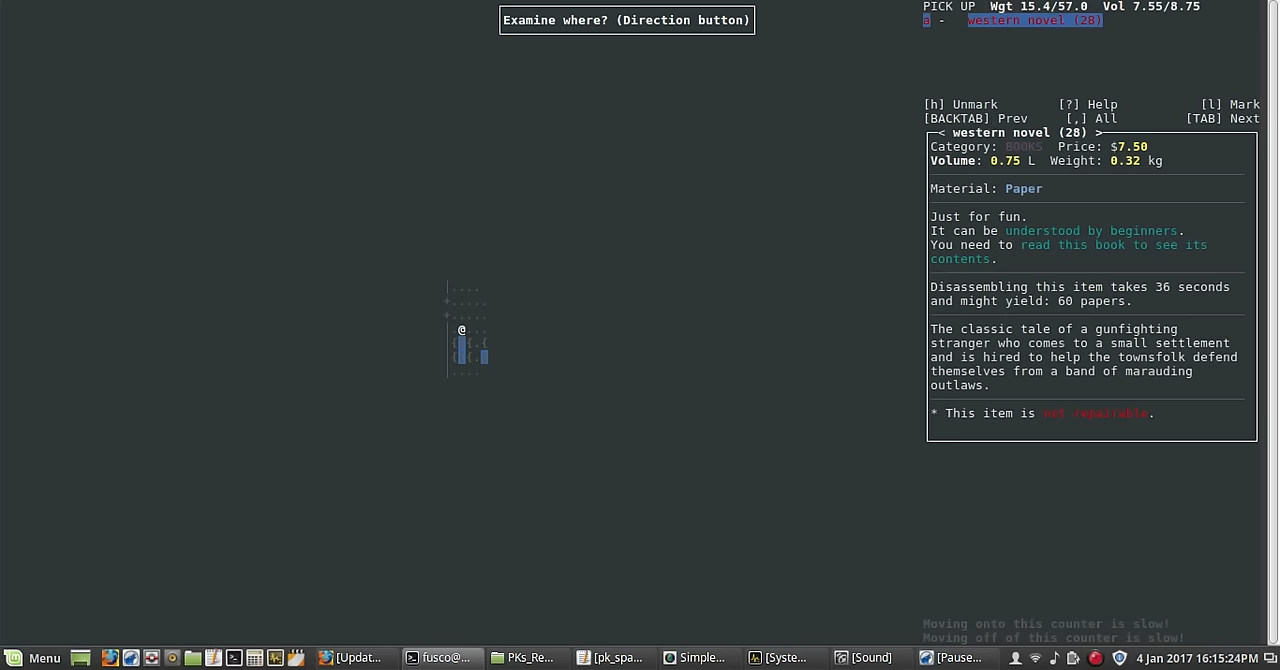 Examine where? (Direction button)
PICK UP  Wgt 15.4/57.0  Vol 7.55/8.75
a -   western novel (28)
[h] Unmark  [?] Help  [l] Mark
[BACKTAB] Prev  [,] All  [TAB] Next
< western novel (28) >
Category: BOOKS  Price: $7.50
Volume: 0.75 L  Weight: 0.32 kg
Material: Paper
Just for fun.
It can be understood by beginners.
You need to read this book to see its
contents.
Disassembling this item takes 36 seconds
and might yield: 60 papers.
The classic tale of a gunfighting
stranger who comes to a small settlement
and is hired to help the townsfolk defend
themselves from a band of marauding
outlaws.
* This item is not repairable.
|....
+.....
+.....
|.@...
|{ {.{
|{ {.
|....
Moving onto this counter is slow!
Moving off of this counter is slow!
Menu  [Updat...  fusco@...  PKs_Re...  [pk_spa...  Simple...  [Syste...  [Sound]  [Pause...  4 Jan 2017 16:15:24PM